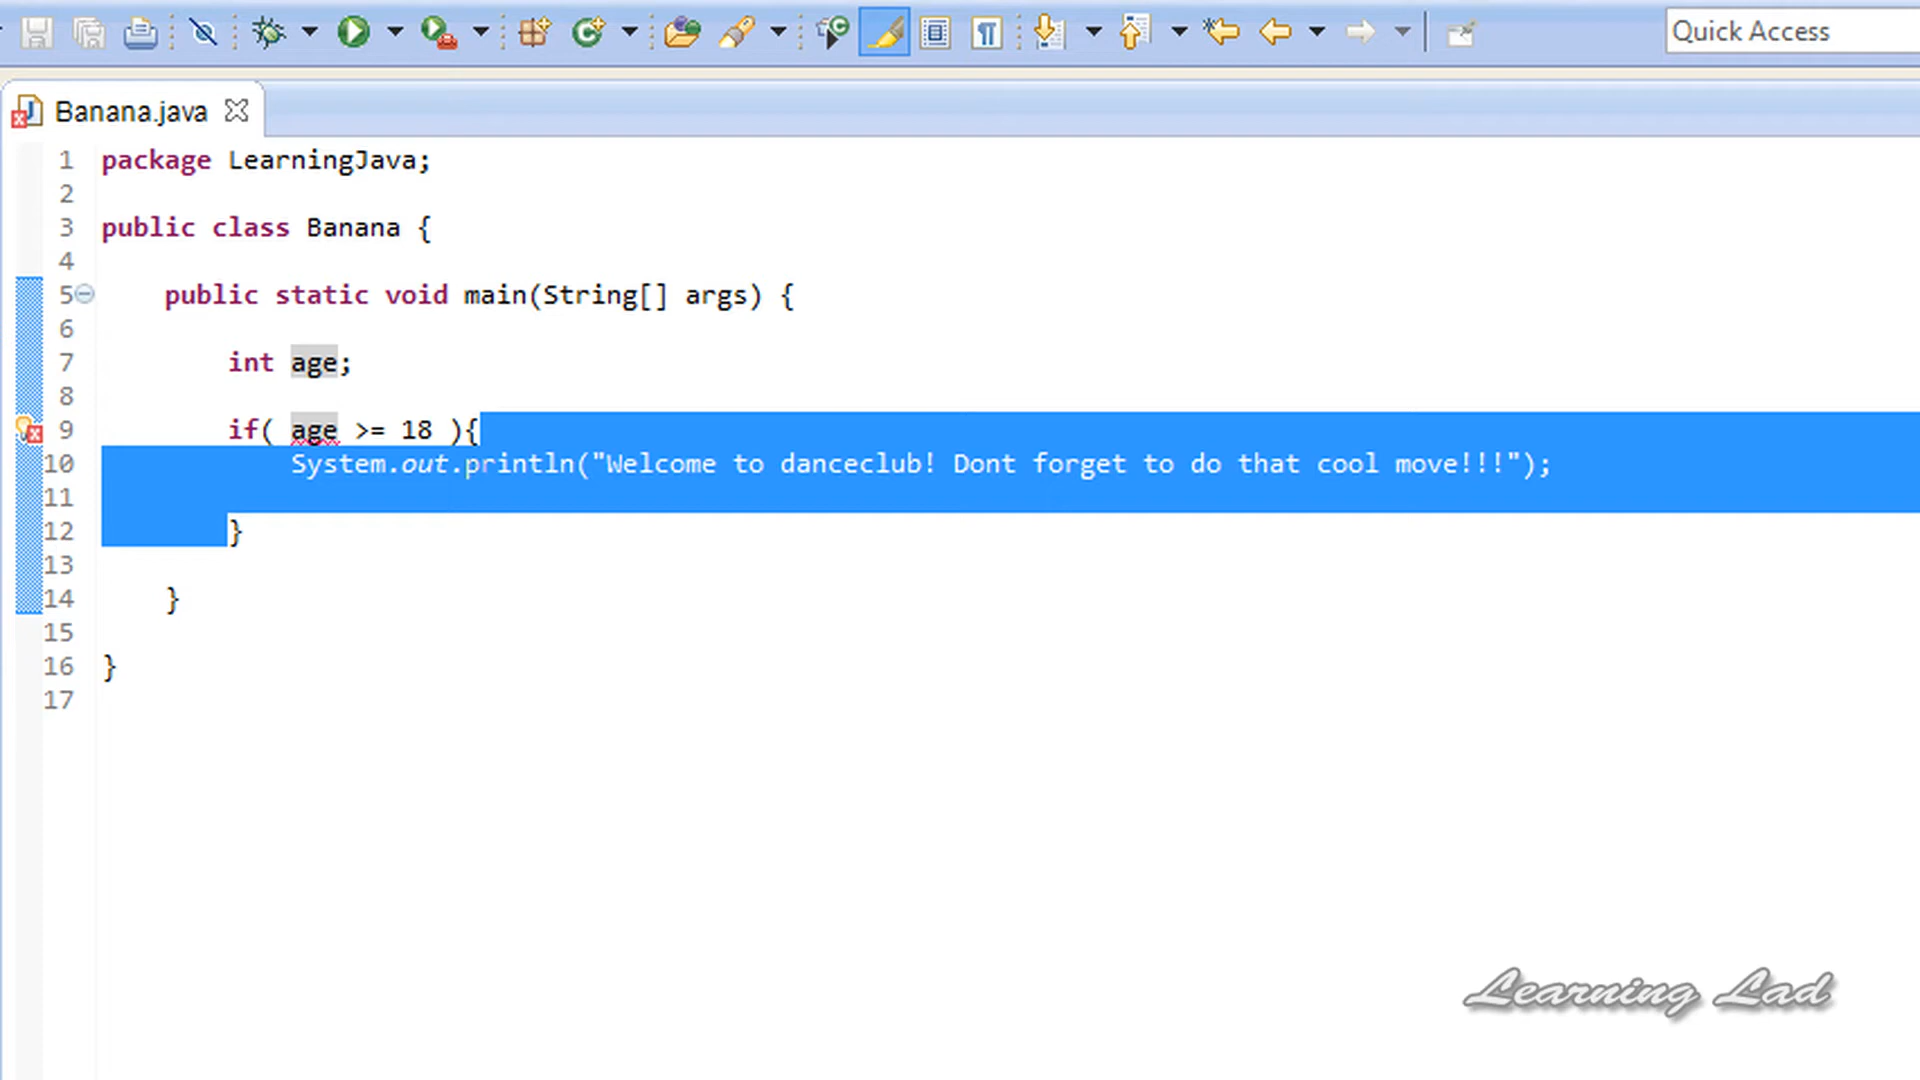 Quick Access
Banana.java
1 package LearningJava;
2
3 public class Banana {
4
5 public static void main(String[] args) {
6
7 int age;
8
9 if( age >= 18 ){
10 System.out.println("Welcome to danceclub! Dont forget to do that cool move!!!");
11
12 }
13
14 }
15
16 }
17
Learning Lad